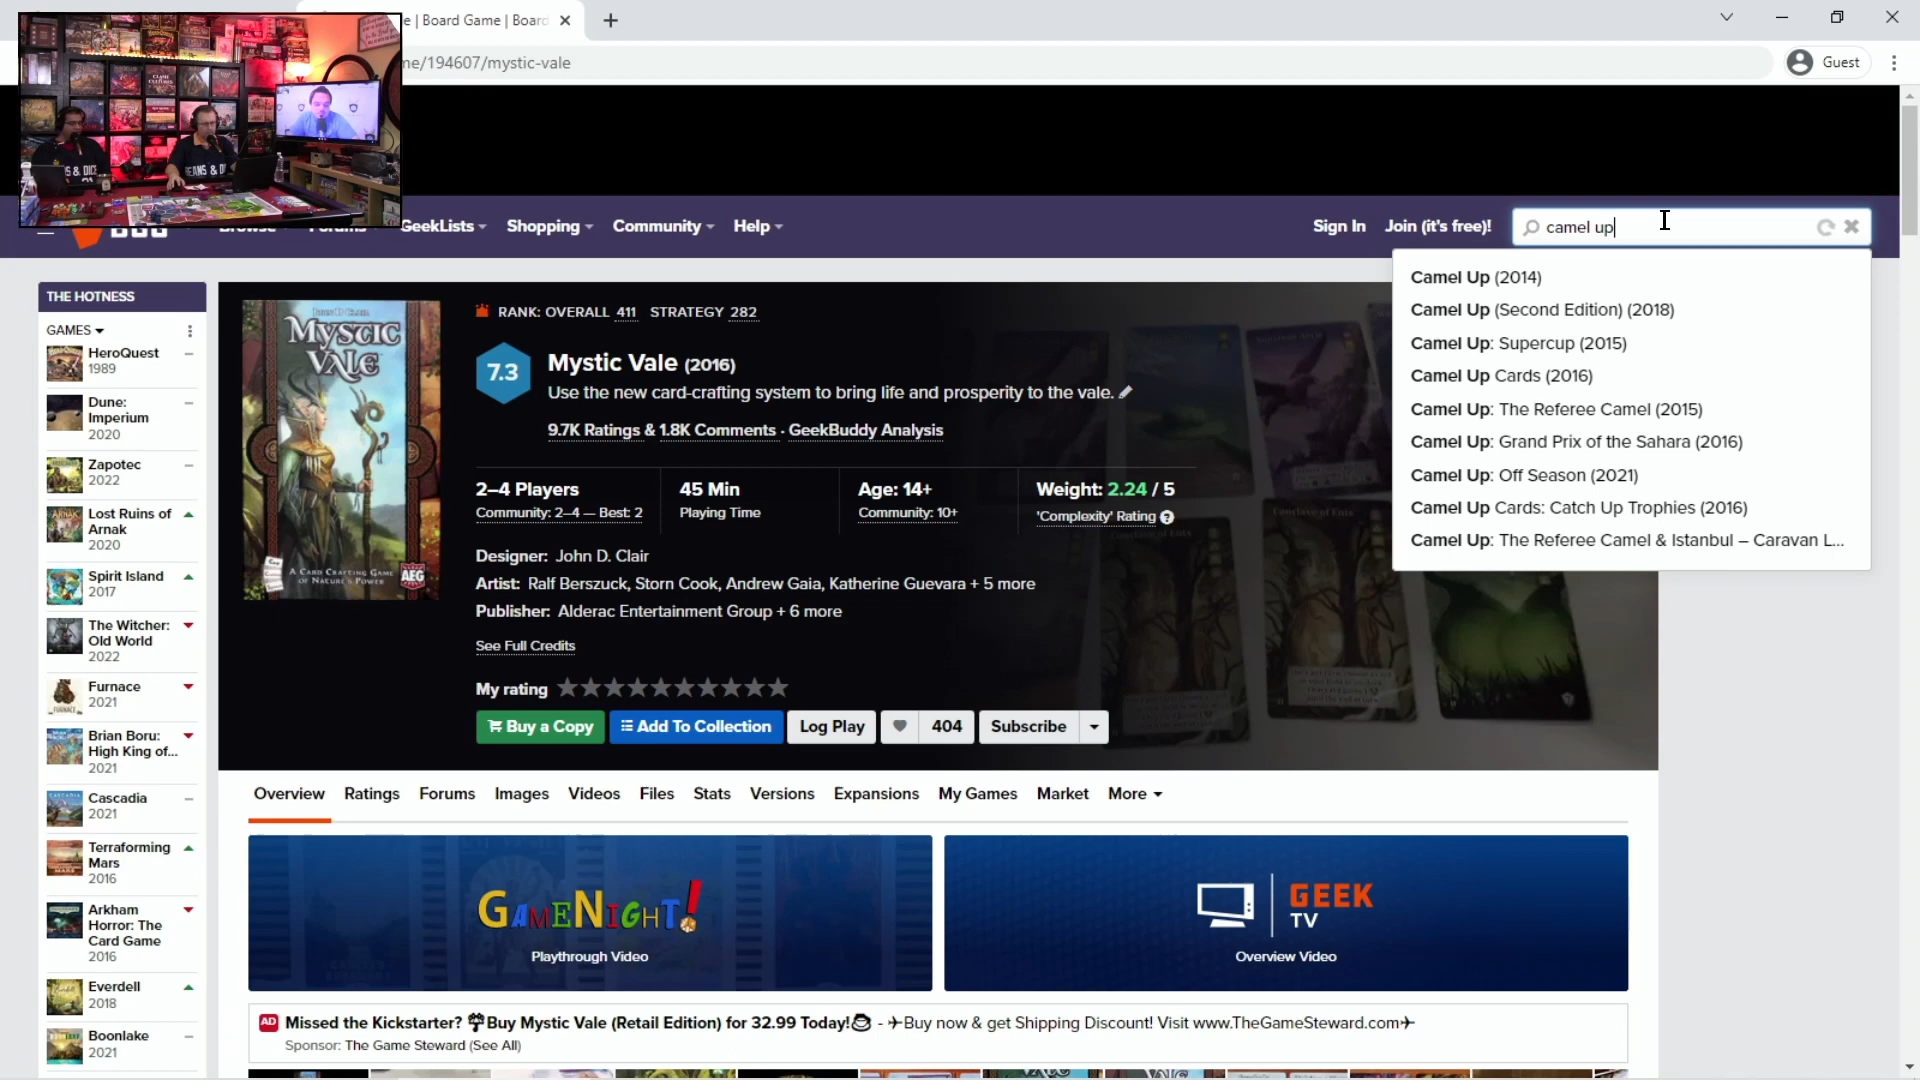 e | Board Game | Board
ne/194607/mystic-vale
Guest
GeekLists
Shopping
Community
Help
Sign In
Join (it's free)!
camel up
Camel Up (2014)
Camel Up (Second Edition) (2018)
Camel Up: Supercup (2015)
Camel Up Cards (2016)
Camel Up: The Referee Camel (2015)
Camel Up: Grand Prix of the Sahara (2016)
Camel Up: Off Season (2021)
Camel Up Cards: Catch Up Trophies (2016)
Camel Up: The Referee Camel & Istanbul – Caravan L...
THE HOTNESS
GAMES
HeroQuest
1989
Dune:
Imperium
2020
Zapotec
2022
Lost Ruins of
Arnak
2020
Spirit Island
2017
The Witcher:
Old World
2022
Furnace
2021
Brian Boru:
High King of...
2021
Cascadia
2021
Terraforming
Mars
2016
Arkham
Horror: The
Card Game
2016
Everdell
2018
Boonlake
2021
MYSTIC
VALE
A CARD CRAFTING GAME
OF NATURE'S POWER
AEG
RANK: OVERALL 411 STRATEGY 282
7.3
Mystic Vale (2016)
Use the new card-crafting system to bring life and prosperity to the vale.
9.7K Ratings & 1.8K Comments · GeekBuddy Analysis
2–4 Players
Community: 2–4 — Best: 2
45 Min
Playing Time
Age: 14+
Community: 10+
Weight: 2.24 / 5
'Complexity' Rating
Designer: John D. Clair
Artist: Ralf Berszuck, Storn Cook, Andrew Gaia, Katherine Guevara + 5 more
Publisher: Alderac Entertainment Group + 6 more
See Full Credits
My rating
Buy a Copy
Add To Collection
Log Play
404
Subscribe
Overview
Ratings
Forums
Images
Videos
Files
Stats
Versions
Expansions
My Games
Market
More
GAMENIGHT!
Playthrough Video
GEEK
TV
Overview Video
AD Missed the Kickstarter? Buy Mystic Vale (Retail Edition) for 32.99 Today! - Buy now & get Shipping Discount! Visit www.TheGameSteward.com
Sponsor: The Game Steward (See All)